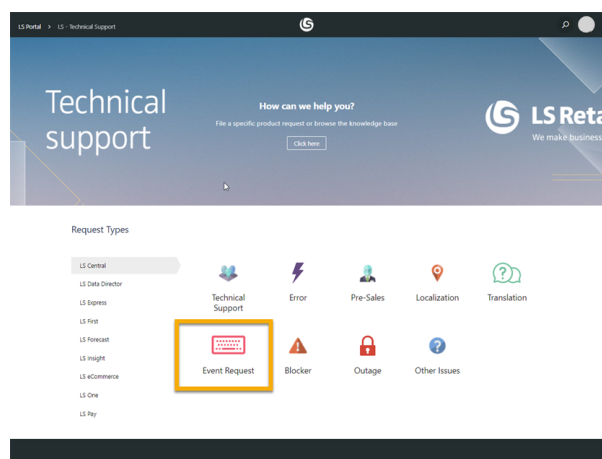 LS Portal > LS - Technical Support
Technical
support
How can we help you?
File a specific product request or browse the knowledge base
Click here
LS Reta
We make business
Request Types
LS Central
LS Data Director
LS Express
LS First
LS Forecast
LS Insight
LS eCommerce
LS One
LS Pay
Technical
Support
Error
Pre-Sales
Localization
Translation
Event Request
Blocker
Outage
Other Issues